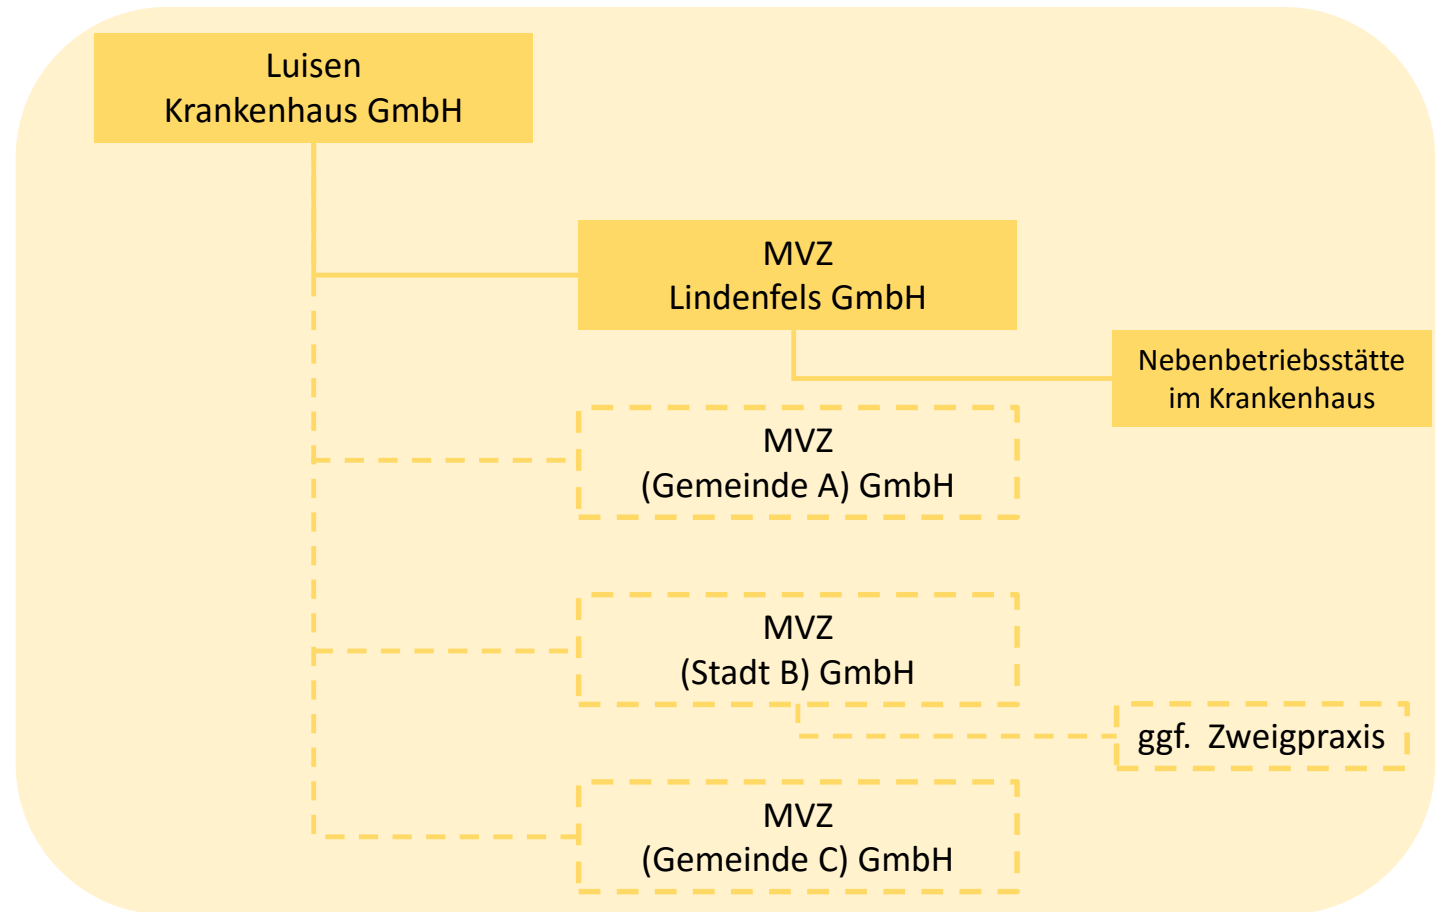 Luisen
Krankenhaus GmbH
MVZ
Lindenfels GmbH
Nebenbetriebsstätte
im Krankenhaus
MVZ
(Gemeinde A) GmbH
MVZ
(Stadt B) GmbH
ggf. Zweigpraxis
MVZ
(Gemeinde C) GmbH